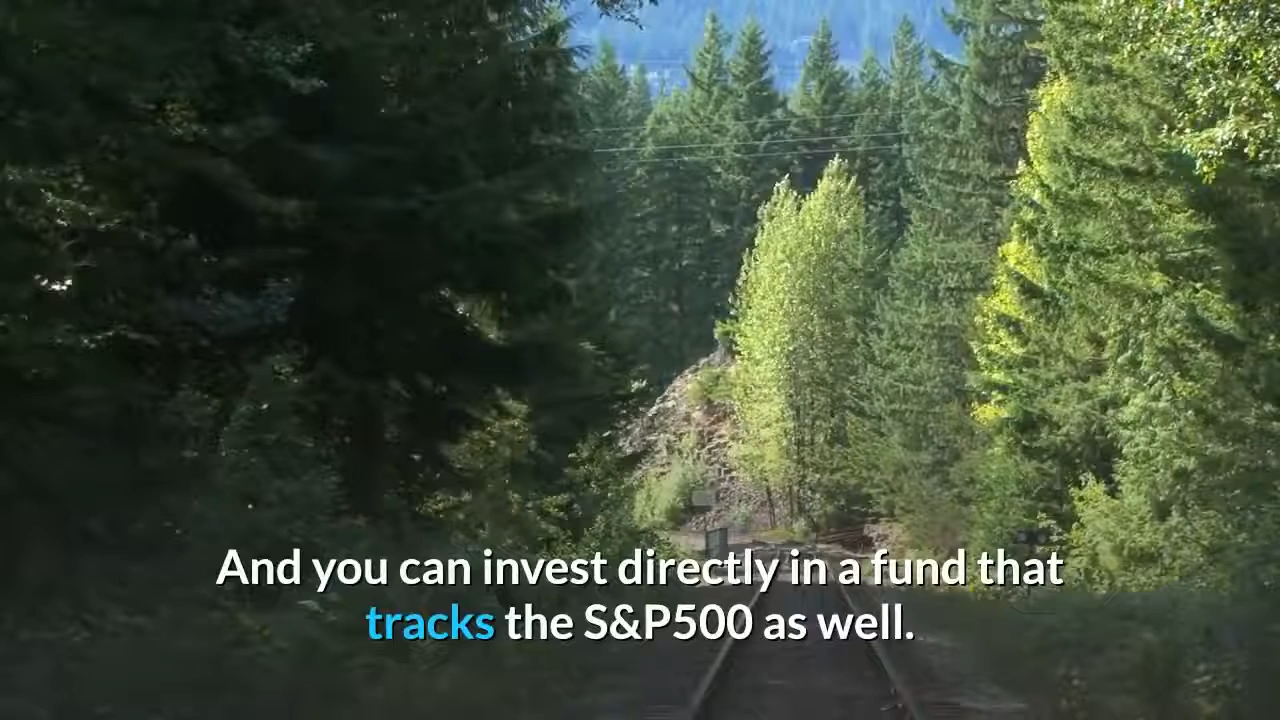 And you can invest directly in a fund that
tracks the S&P500 as well.